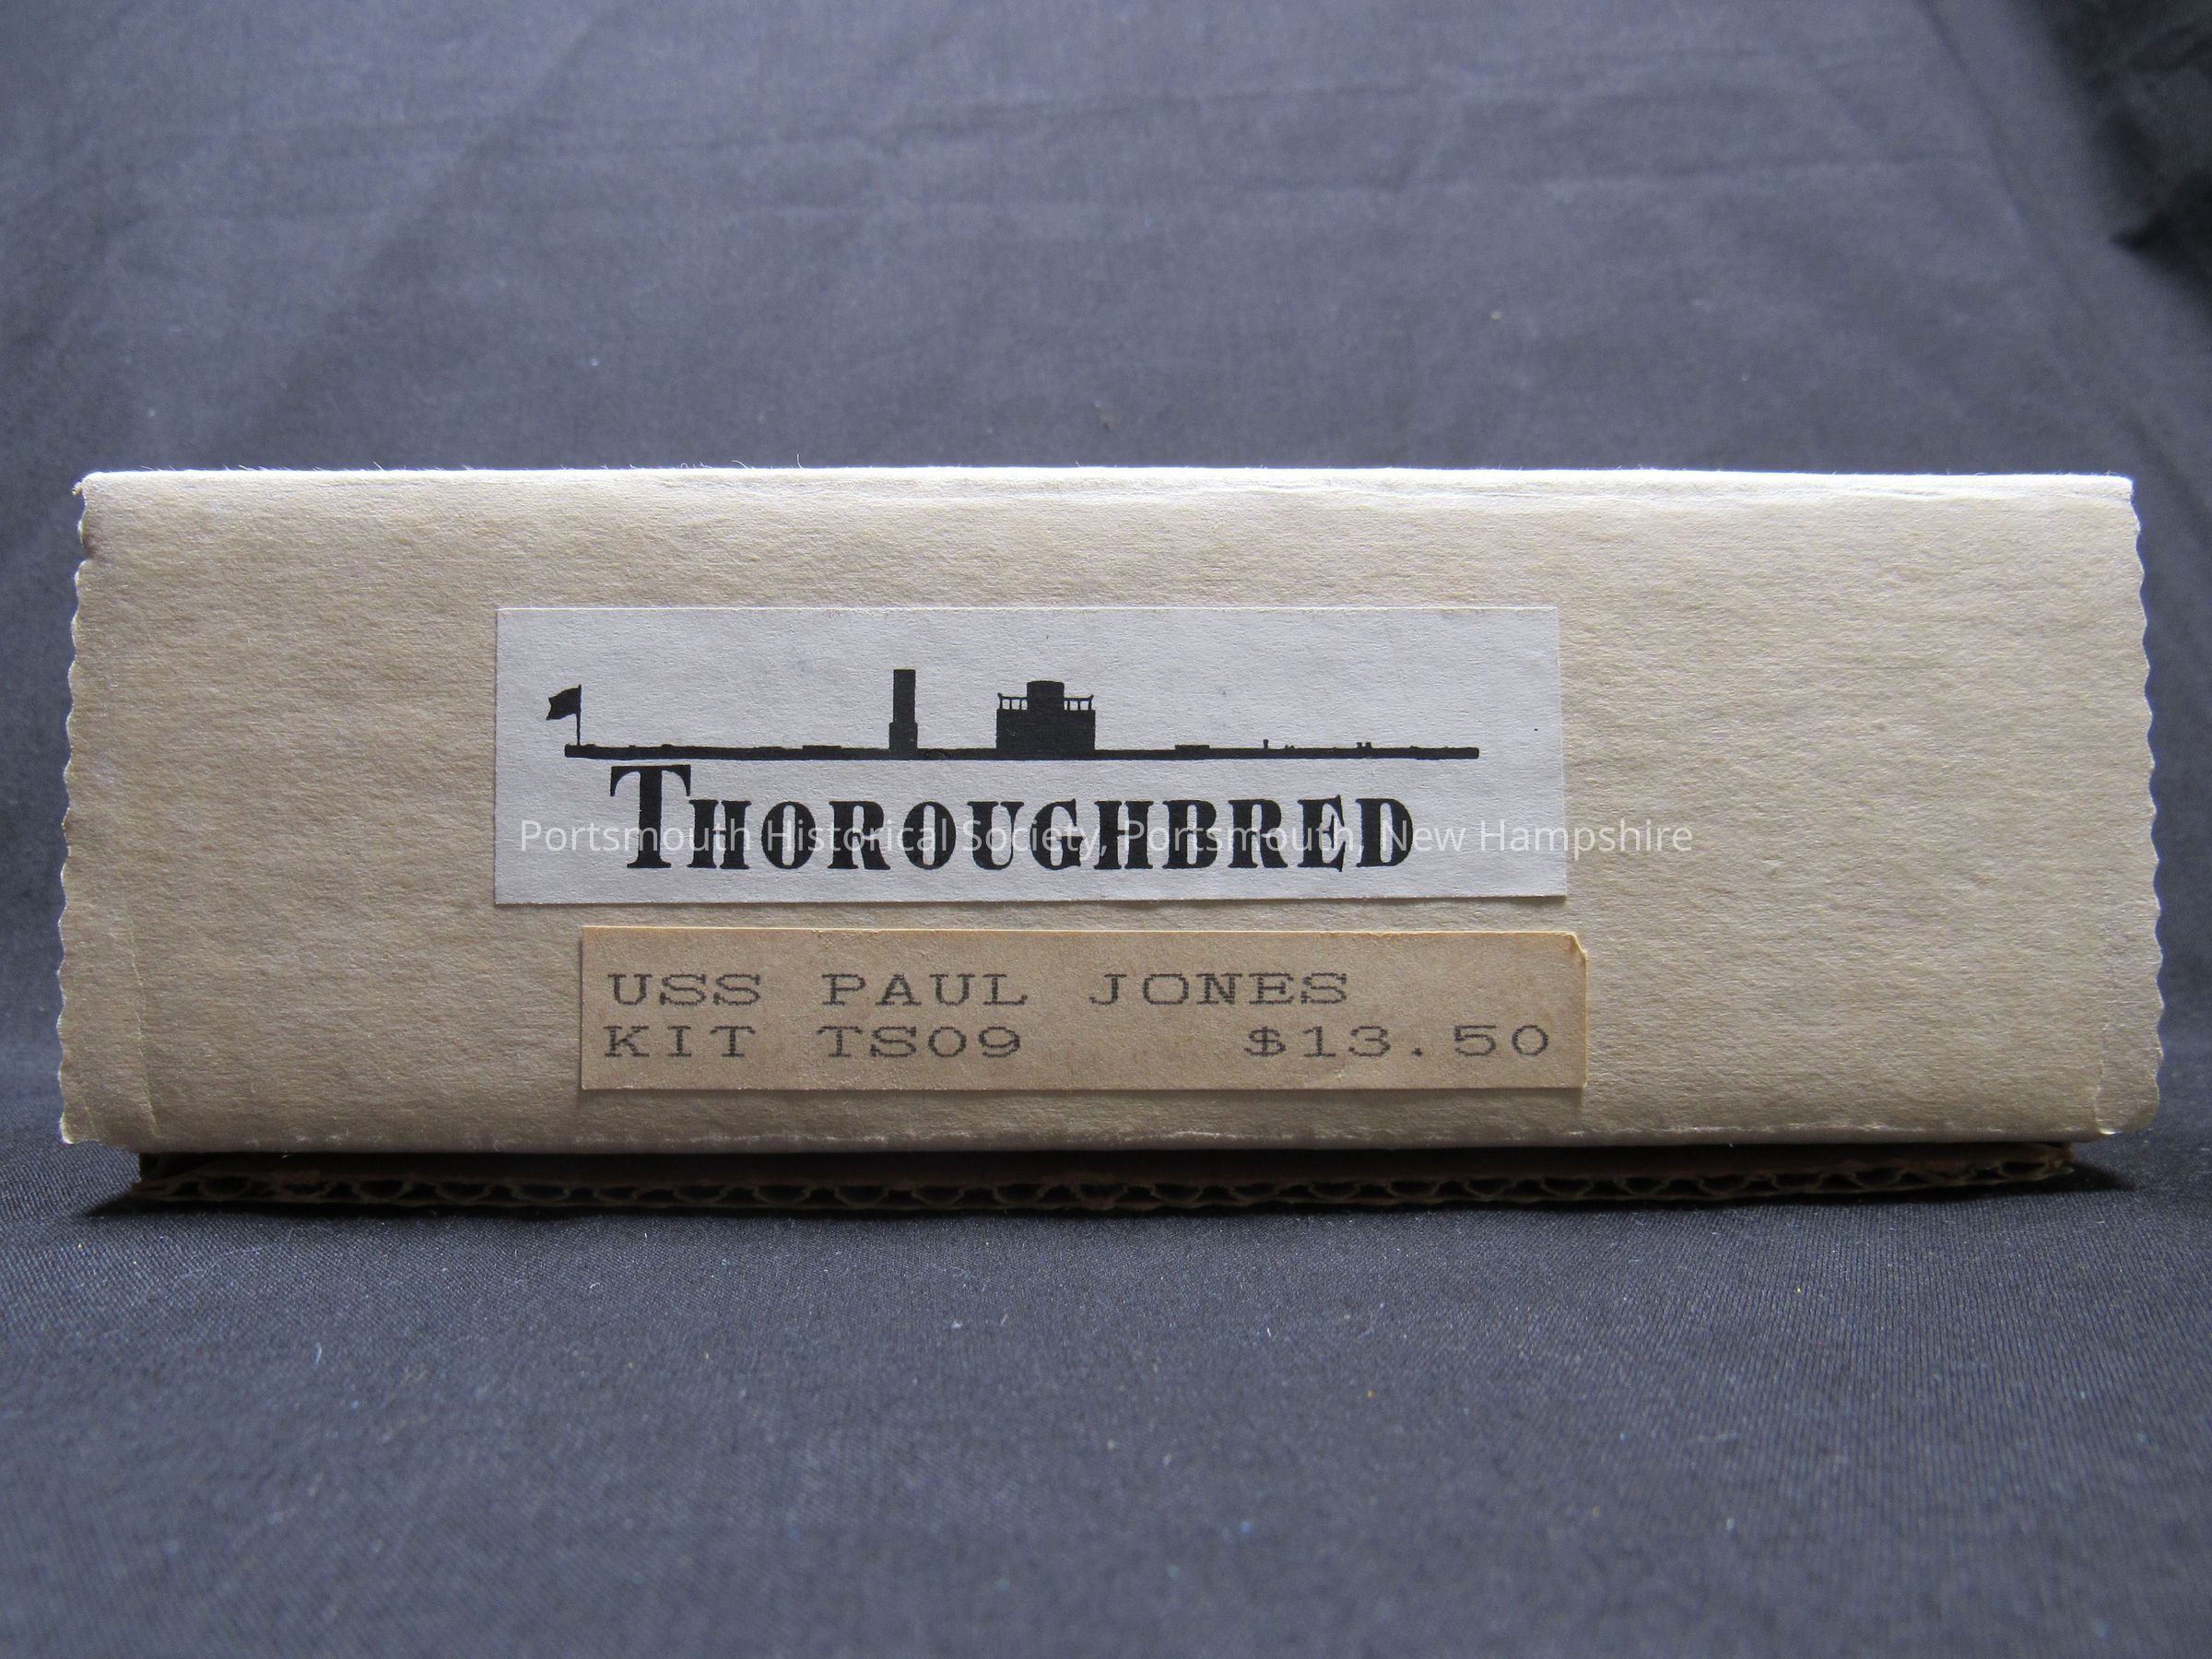 THOROUGHBRED
Portsmouth Historical Society, Portsmouth, New Hampshire
USS PAUL JONES
KIT TS09 $13.50